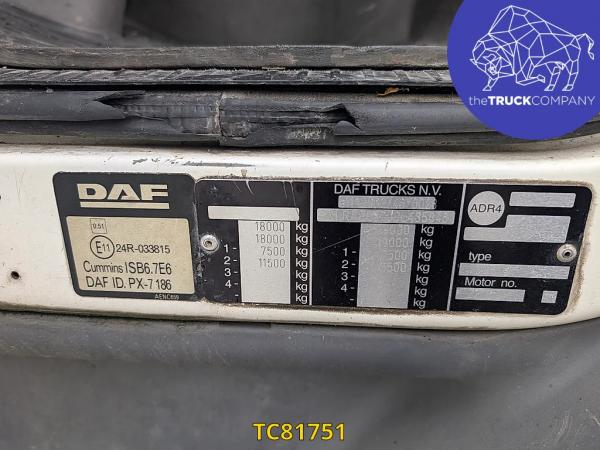 theTRUCKCOMPANY
DAF
0.51
E11 24R-033815
Cummins ISB6.7E6
DAF ID. PX-7 186
AENC659
18000 kg
18000 kg
1- 7500 kg
2- 11500 kg
3- kg
4- kg
DAF TRUCKS N.V.
kg
kg
1- kg
2- kg
3- kg
4- kg
ADR4
type
Motor no.
TC81751